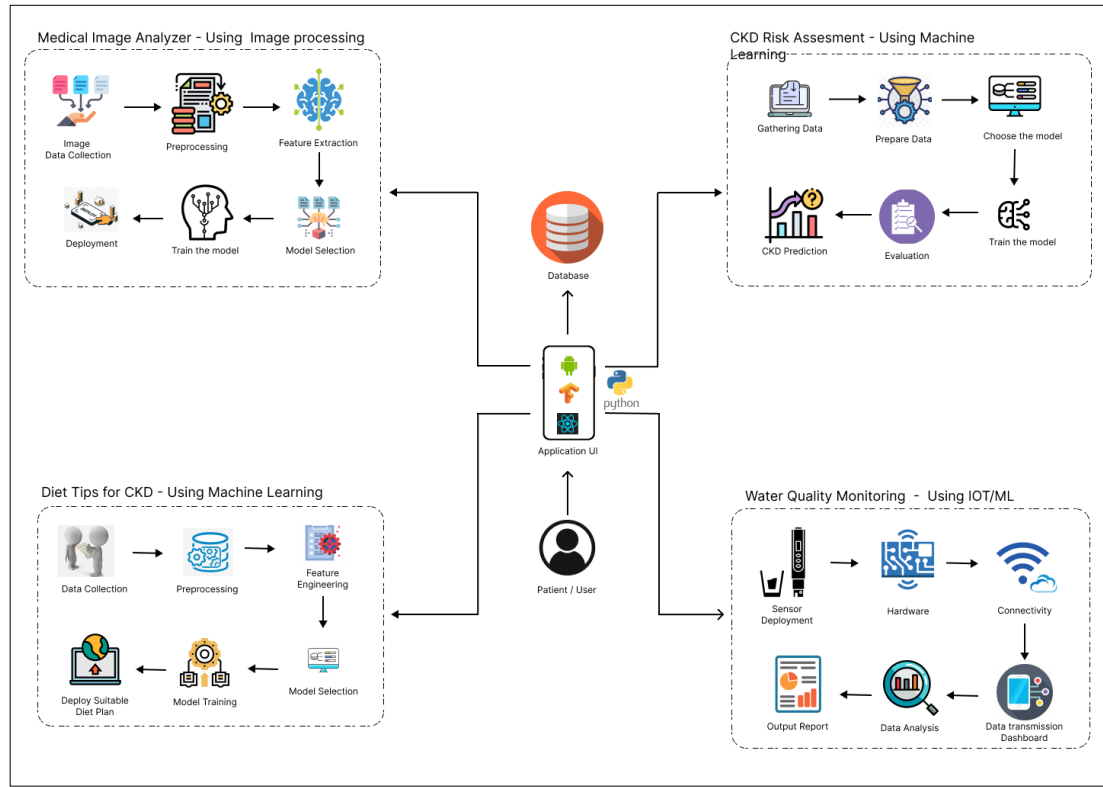 Medical Image Analyzer - Using Image processing
Image
Data Collection
Preprocessing
Feature Extraction
Deployment
Train the model
Model Selection
CKD Risk Assesment - Using Machine
Learning
Gathering Data
Prepare Data
Choose the model
CKD Prediction
Evaluation
Train the model
Database
python
Application UI
Patient / User
Diet Tips for CKD - Using Machine Learning
Data Collection
Preprocessing
Feature
Engineering
Deploy Suitable
Diet Plan
Model Training
Model Selection
Water Quality Monitoring - Using IOT/ML
Sensor
Deployment
Hardware
Connectivity
Output Report
Data Analysis
Data transmission
Dashboard